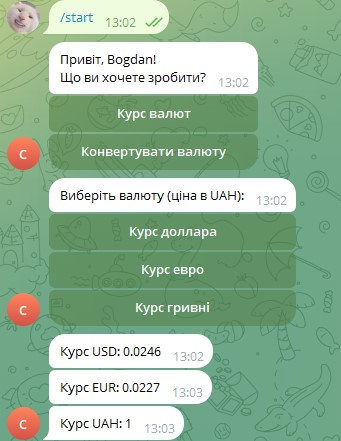 /start
13:02
Привіт, Bogdan!
Що ви хочете зробити? 13:02
Курс валют
Конвертувати валюту
С
Виберіть валюту (ціна в UAH): 13:02
Курс доллара
Курс евро
Курс гривні
С
Курс USD: 0.0246 13:02
Курс EUR: 0.0227 13:03
Курс UAH: 1 13:03
С